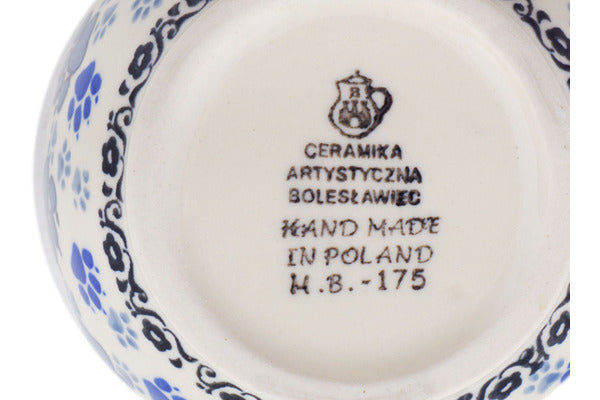 B
CERAMIKA
ARTYSTYCZNA
BOLESŁAWIEC
HAND MADE
IN POLAND
M.B.-175